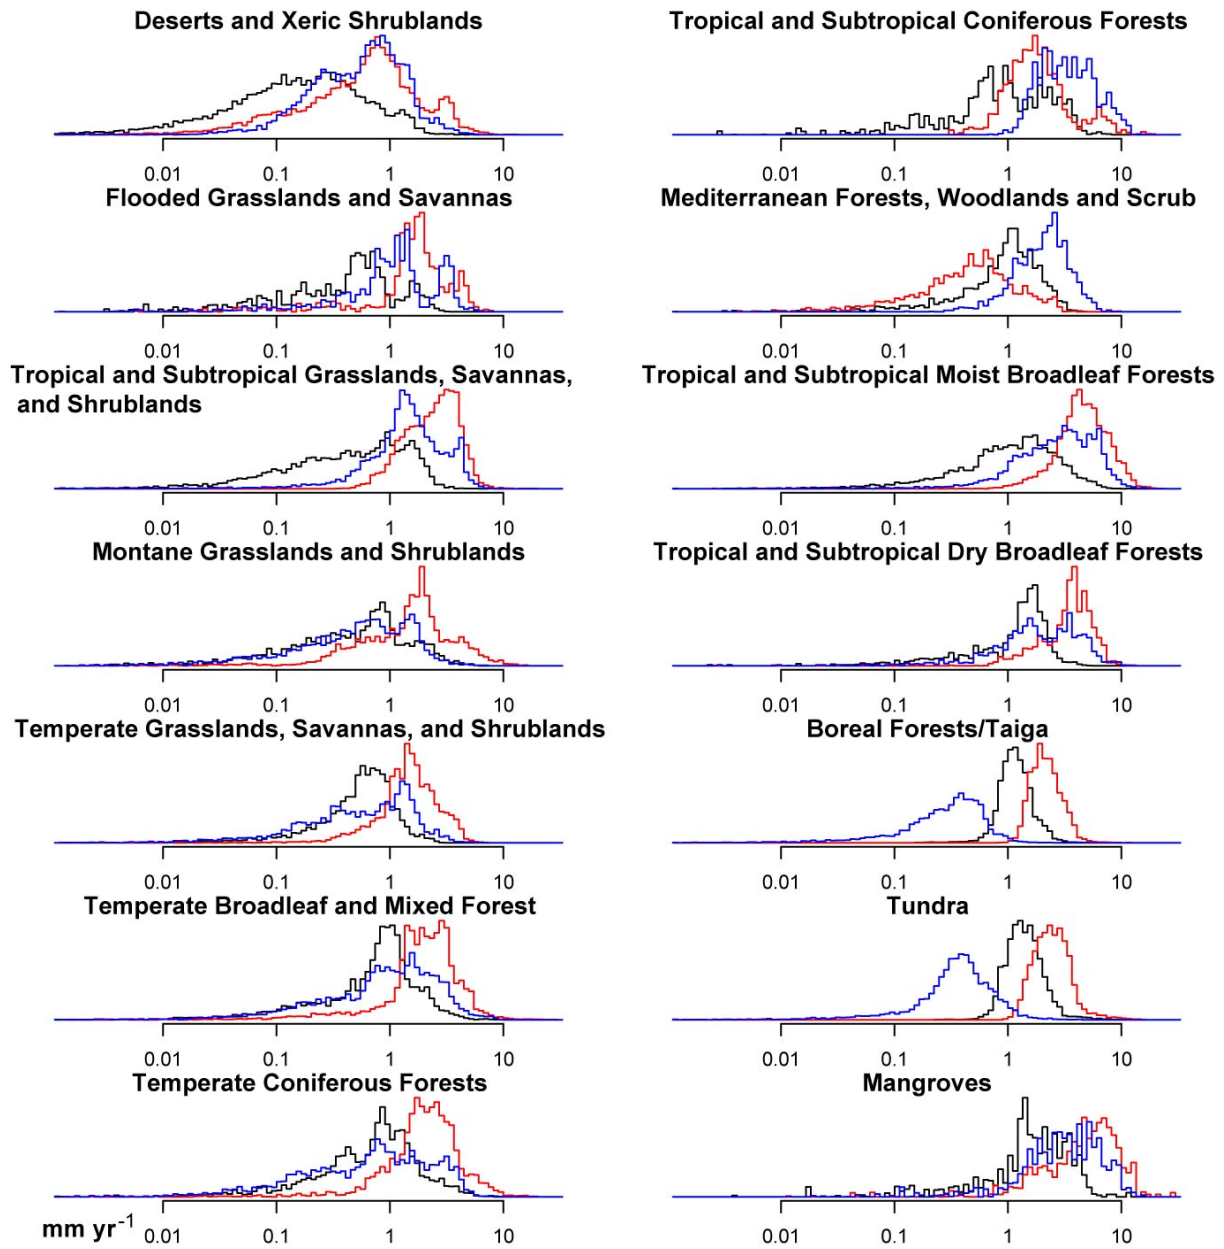 Deserts and Xeric Shrublands
0.01 0.1 1 10
Tropical and Subtropical Coniferous Forests
0.01 0.1 1 10
Flooded Grasslands and Savannas
0.01 0.1 1 10
Mediterranean Forests, Woodlands and Scrub
0.01 0.1 1 10
Tropical and Subtropical Grasslands, Savannas,
and Shrublands
0.01 0.1 1 10
Tropical and Subtropical Moist Broadleaf Forests
0.01 0.1 1 10
Montane Grasslands and Shrublands
0.01 0.1 1 10
Tropical and Subtropical Dry Broadleaf Forests
0.01 0.1 1 10
Temperate Grasslands, Savannas, and Shrublands
0.01 0.1 1 10
Boreal Forests/Taiga
0.01 0.1 1 10
Temperate Broadleaf and Mixed Forest
0.01 0.1 1 10
Tundra
0.01 0.1 1 10
Temperate Coniferous Forests
mm yr-1
0.01 0.1 1 10
Mangroves
0.01 0.1 1 10